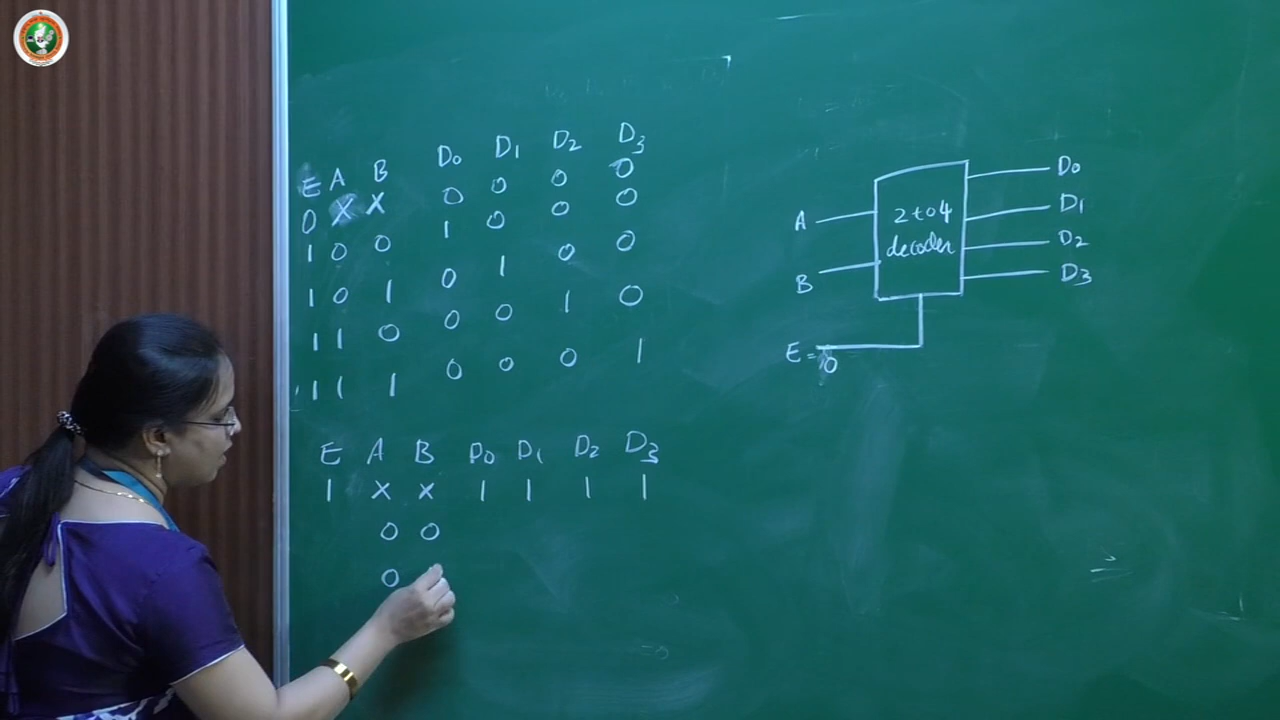 E A B D0 D1 D2 D3
0 X X 0 0 0 0
1 0 0 1 0 0 0
1 0 1 0 1 0 0
1 1 0 0 0 1 0
1 1 1 0 0 0 1
E A B D0 D1 D2 D3
1 X X 1 1 1 1
0 0
0
A
B
E = 0
2 to 4
decoder
D0
D1
D2
D3